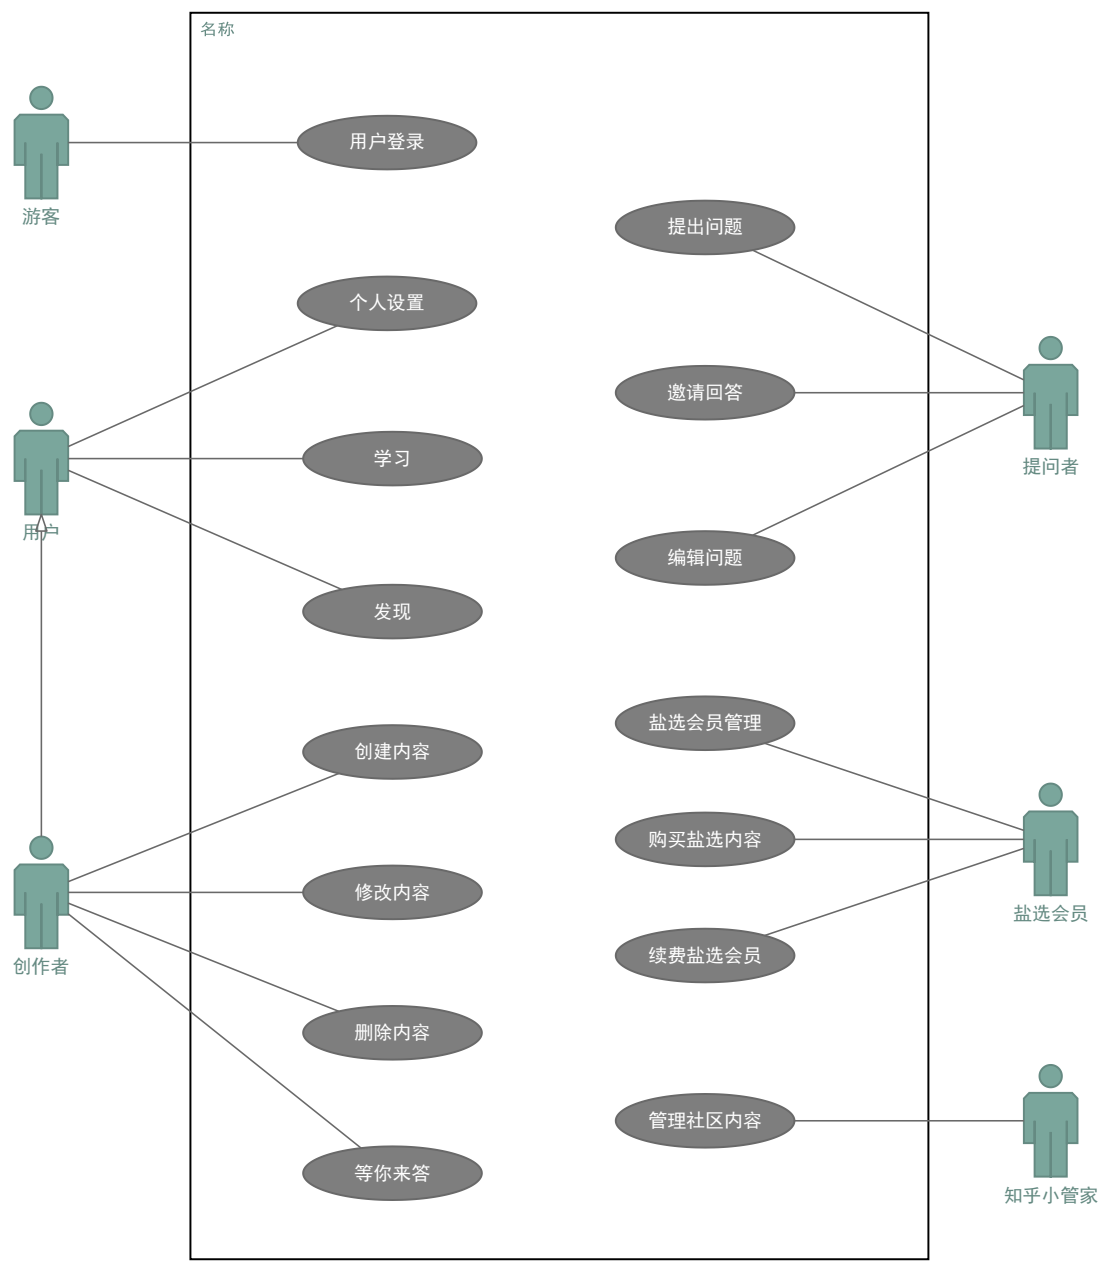 名称
游客
用户登录
提出问题
个人设置
邀请回答
提问者
用户
学习
编辑问题
发现
盐选会员管理
创建内容
购买盐选内容
盐选会员
创作者
修改内容
续费盐选会员
删除内容
管理社区内容
知乎小管家
等你来答